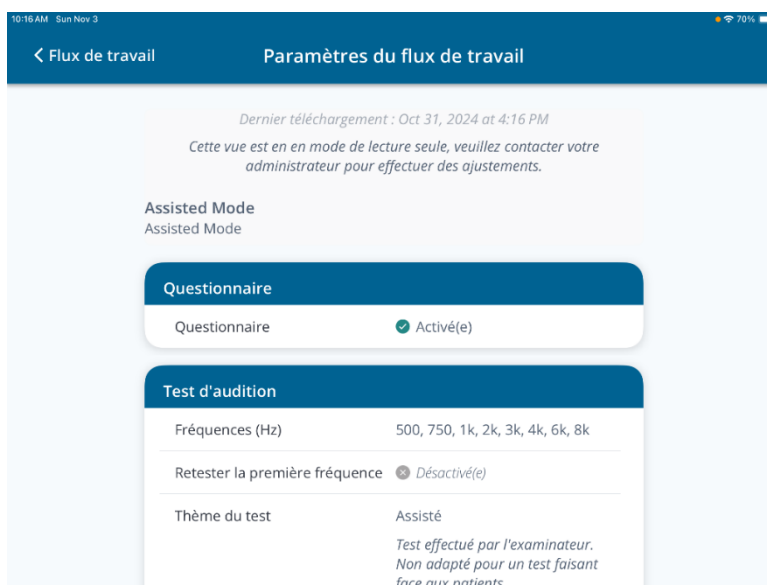 10:16 AM Sun Nov 3
70%
Flux de travail
Paramètres du flux de travail
Dernier téléchargement : Oct 31, 2024 at 4:16 PM
Cette vue est en en mode de lecture seule, veuillez contacter votre
administrateur pour effectuer des ajustements.
Assisted Mode
Assisted Mode
Questionnaire
Questionnaire
Activé(e)
Test d'audition
Fréquences (Hz)
500, 750, 1k, 2k, 3k, 4k, 6k, 8k
Retester la première fréquence
Désactivé(e)
Thème du test
Assisté
Test effectué par l'examinateur.
Non adapté pour un test faisant
face aux patients